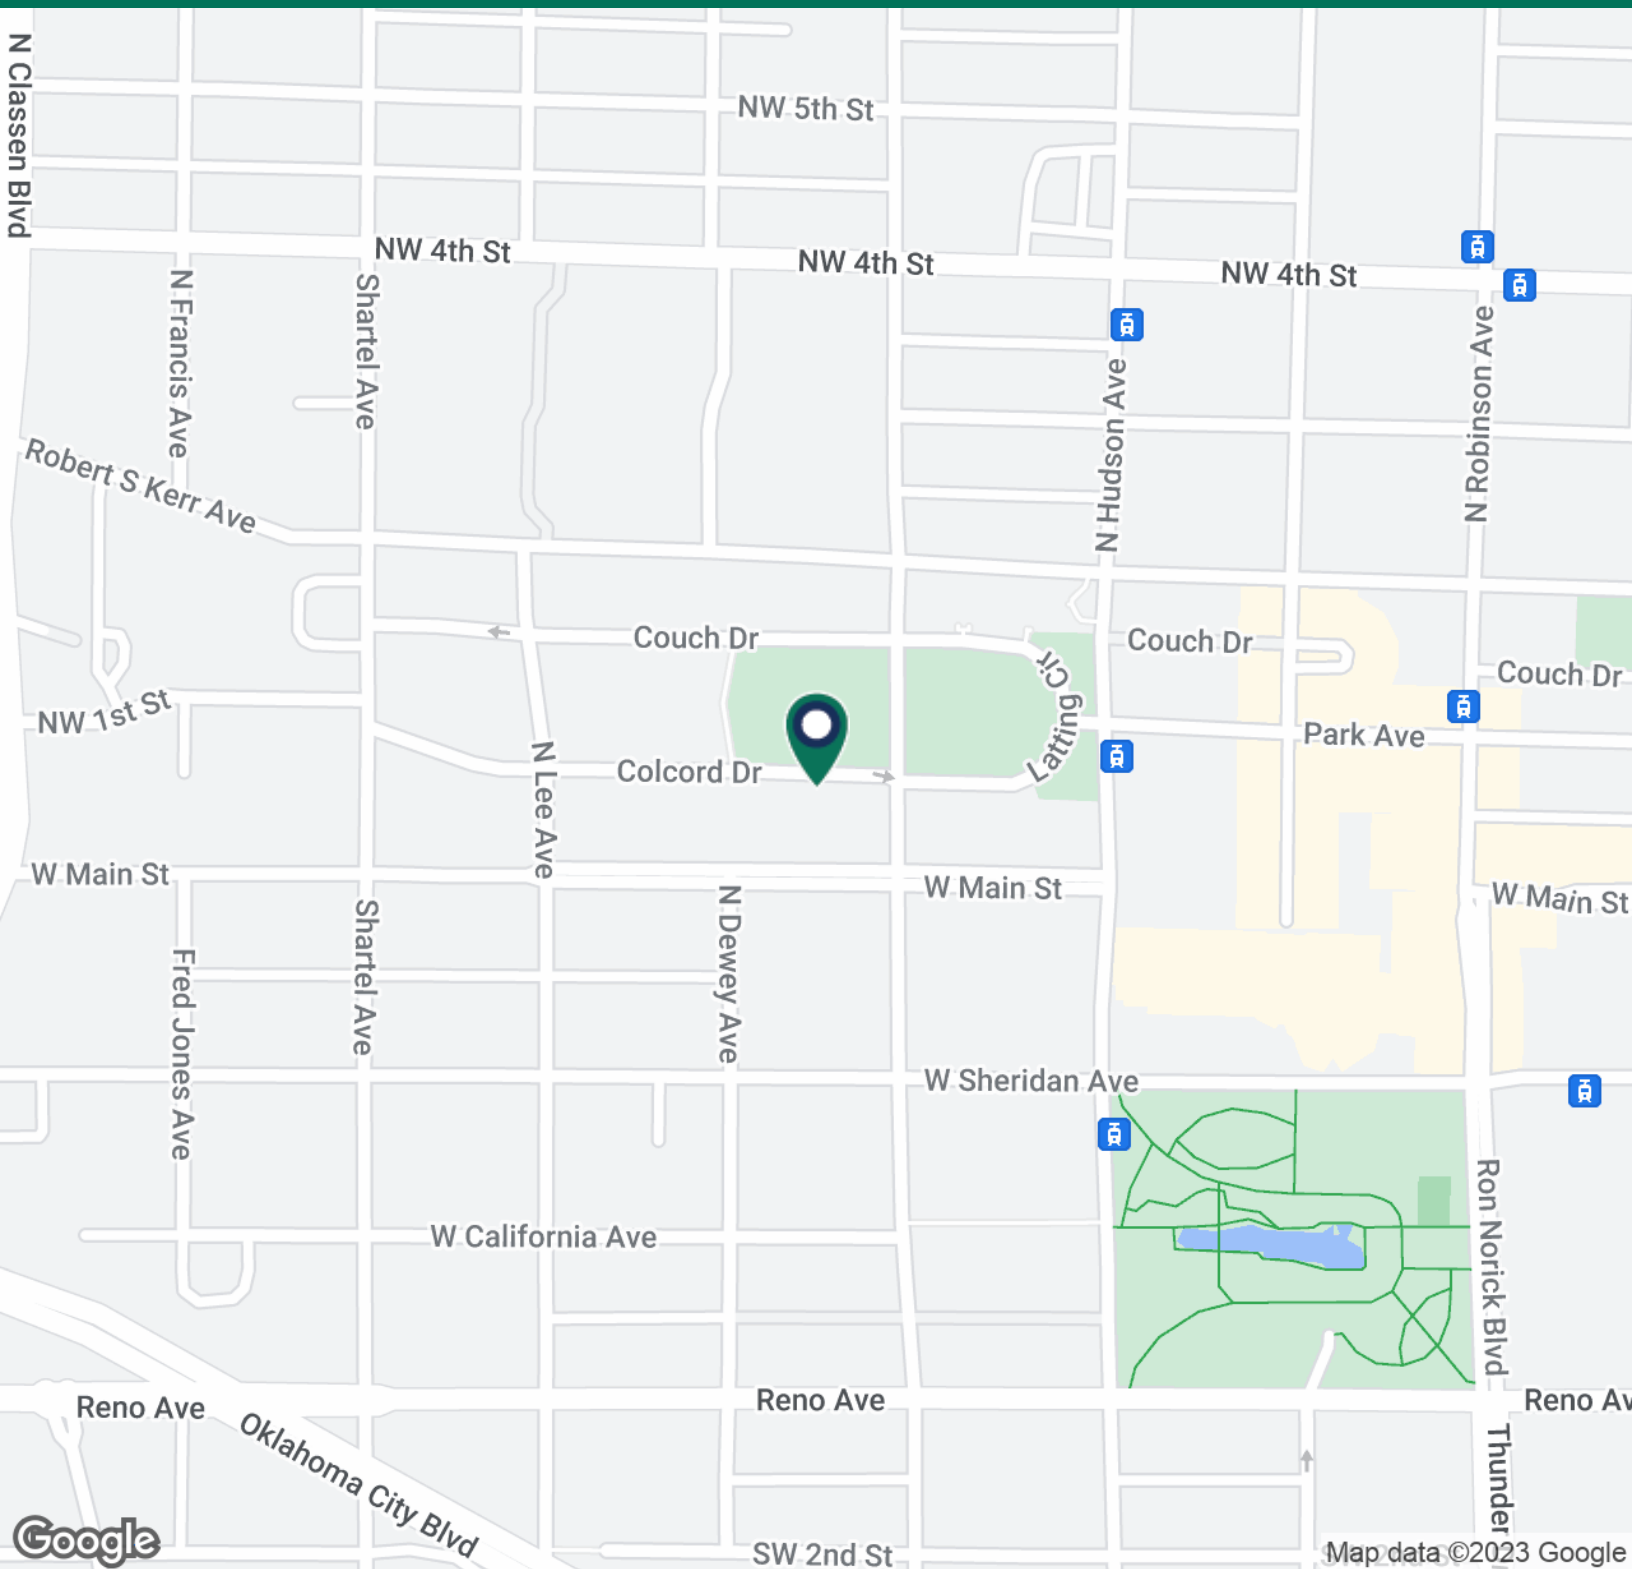 N Classen Blvd
NW 5th St
NW 4th St
NW 4th St
NW 4th St
N Francis Ave
Shartel Ave
N Hudson Ave
N Robinson Ave
Robert S Kerr Ave
Couch Dr
Couch Dr
Couch Dr
Latting Cir
NW 1st St
Park Ave
N Lee Ave
Colcord Dr
W Main St
W Main St
W Main St
Fred Jones Ave
Shartel Ave
N Dewey Ave
W Sheridan Ave
Ron Norick Blvd
W California Ave
Reno Ave
Reno Ave
Reno Av
Oklahoma City Blvd
Thunder
SW 2nd St
Google
Map data ©2023 Google